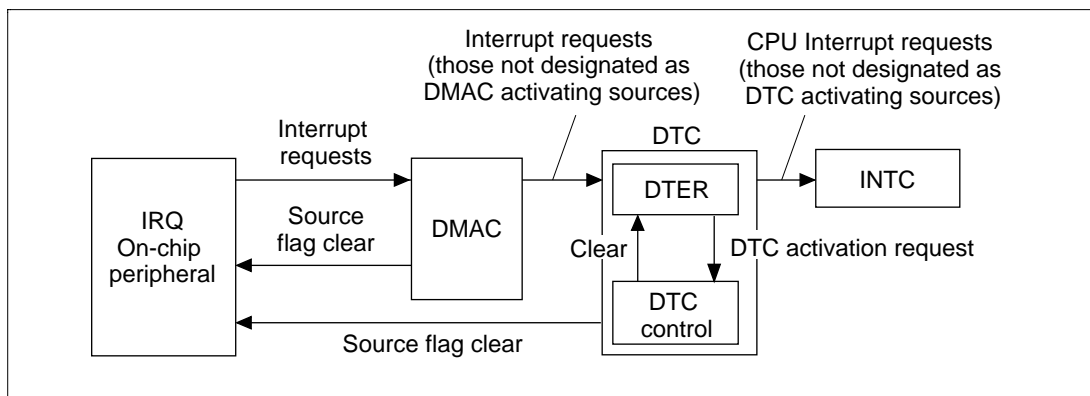 Interrupt requests
(those not designated as
DMAC activating sources)
CPU Interrupt requests
(those not designated as
DTC activating sources)
Interrupt
requests
DTC
IRQ
On-chip
peripheral
Source
flag clear
DMAC
DTER
INTC
Clear
DTC activation request
DTC
control
Source flag clear